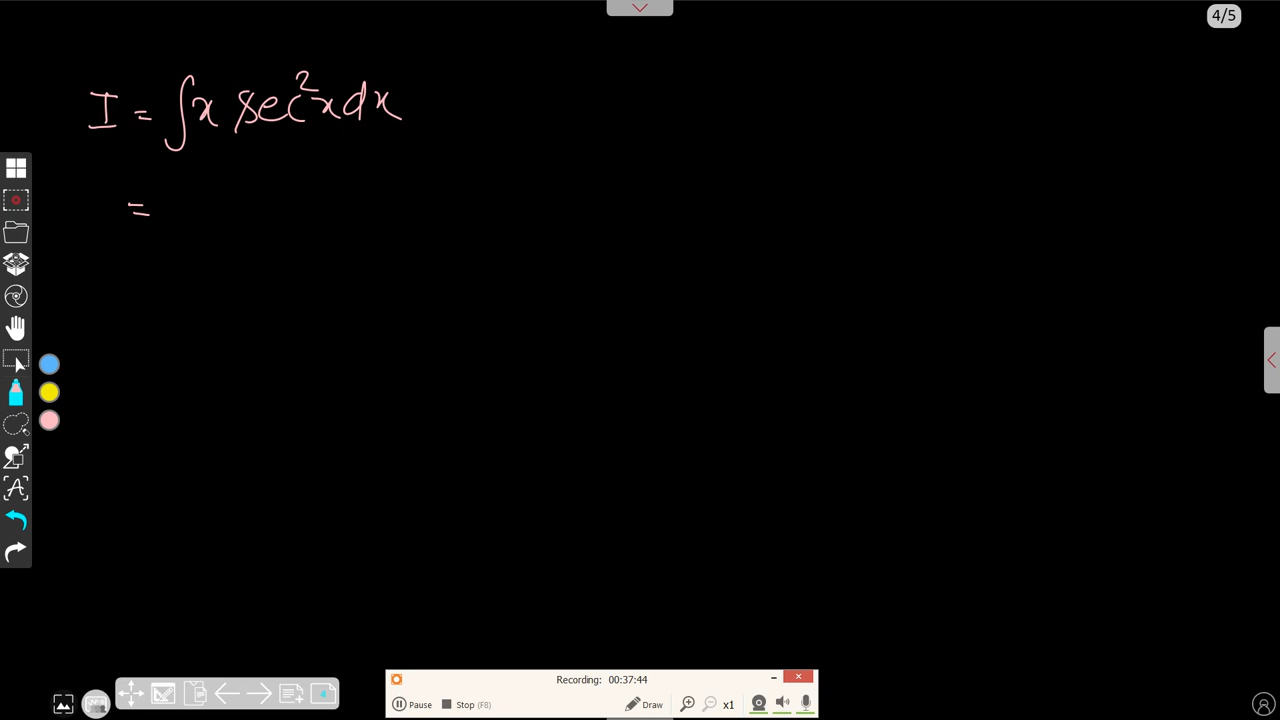 4/5
I = ∫x sec²x dx
=
Recording: 00:37:44
Pause Stop (F8) Draw x1